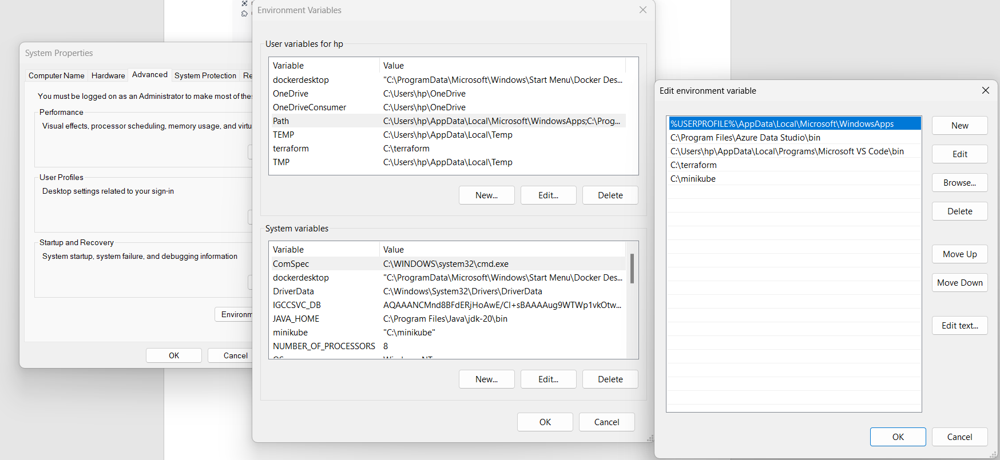 System Properties
Computer Name
Hardware
Advanced
System Protection
Re
You must be logged on as an Administrator to make most of these
Performance
Visual effects, processor scheduling, memory usage, and virtu
User Profiles
Desktop settings related to your sign-in
Startup and Recovery
System startup, system failure, and debugging information
Environm
OK
Cancel
Environment Variables
User variables for hp
Variable Value
dockerdesktop "C:\ProgramData\Microsoft\Windows\Start Menu\Docker Des...
OneDrive C:\Users\hp\OneDrive
OneDriveConsumer C:\Users\hp\OneDrive
Path C:\Users\hp\AppData\Local\Microsoft\WindowsApps;C:\Prog...
TEMP C:\Users\hp\AppData\Local\Temp
terraform C:\terraform
TMP C:\Users\hp\AppData\Local\Temp
New...
Edit...
Delete
System variables
Variable Value
ComSpec C:\WINDOWS\system32\cmd.exe
dockerdesktop "C:\ProgramData\Microsoft\Windows\Start Menu\Docker Des...
DriverData C:\Windows\System32\Drivers\DriverData
IGCCSVC_DB AQAAANCMnd8BFdERjHoAwE/Cl+sBAAAAug9WTWp1vkOtw...
JAVA_HOME C:\Program Files\Java\jdk-20\bin
minikube "C:\minikube"
NUMBER_OF_PROCESSORS 8
New...
Edit...
Delete
OK
Cancel
Edit environment variable
%USERPROFILE%\AppData\Local\Microsoft\WindowsApps
C:\Program Files\Azure Data Studio\bin
C:\Users\hp\AppData\Local\Programs\Microsoft VS Code\bin
C:\terraform
C:\minikube
New
Edit
Browse...
Delete
Move Up
Move Down
Edit text...
OK
Cancel